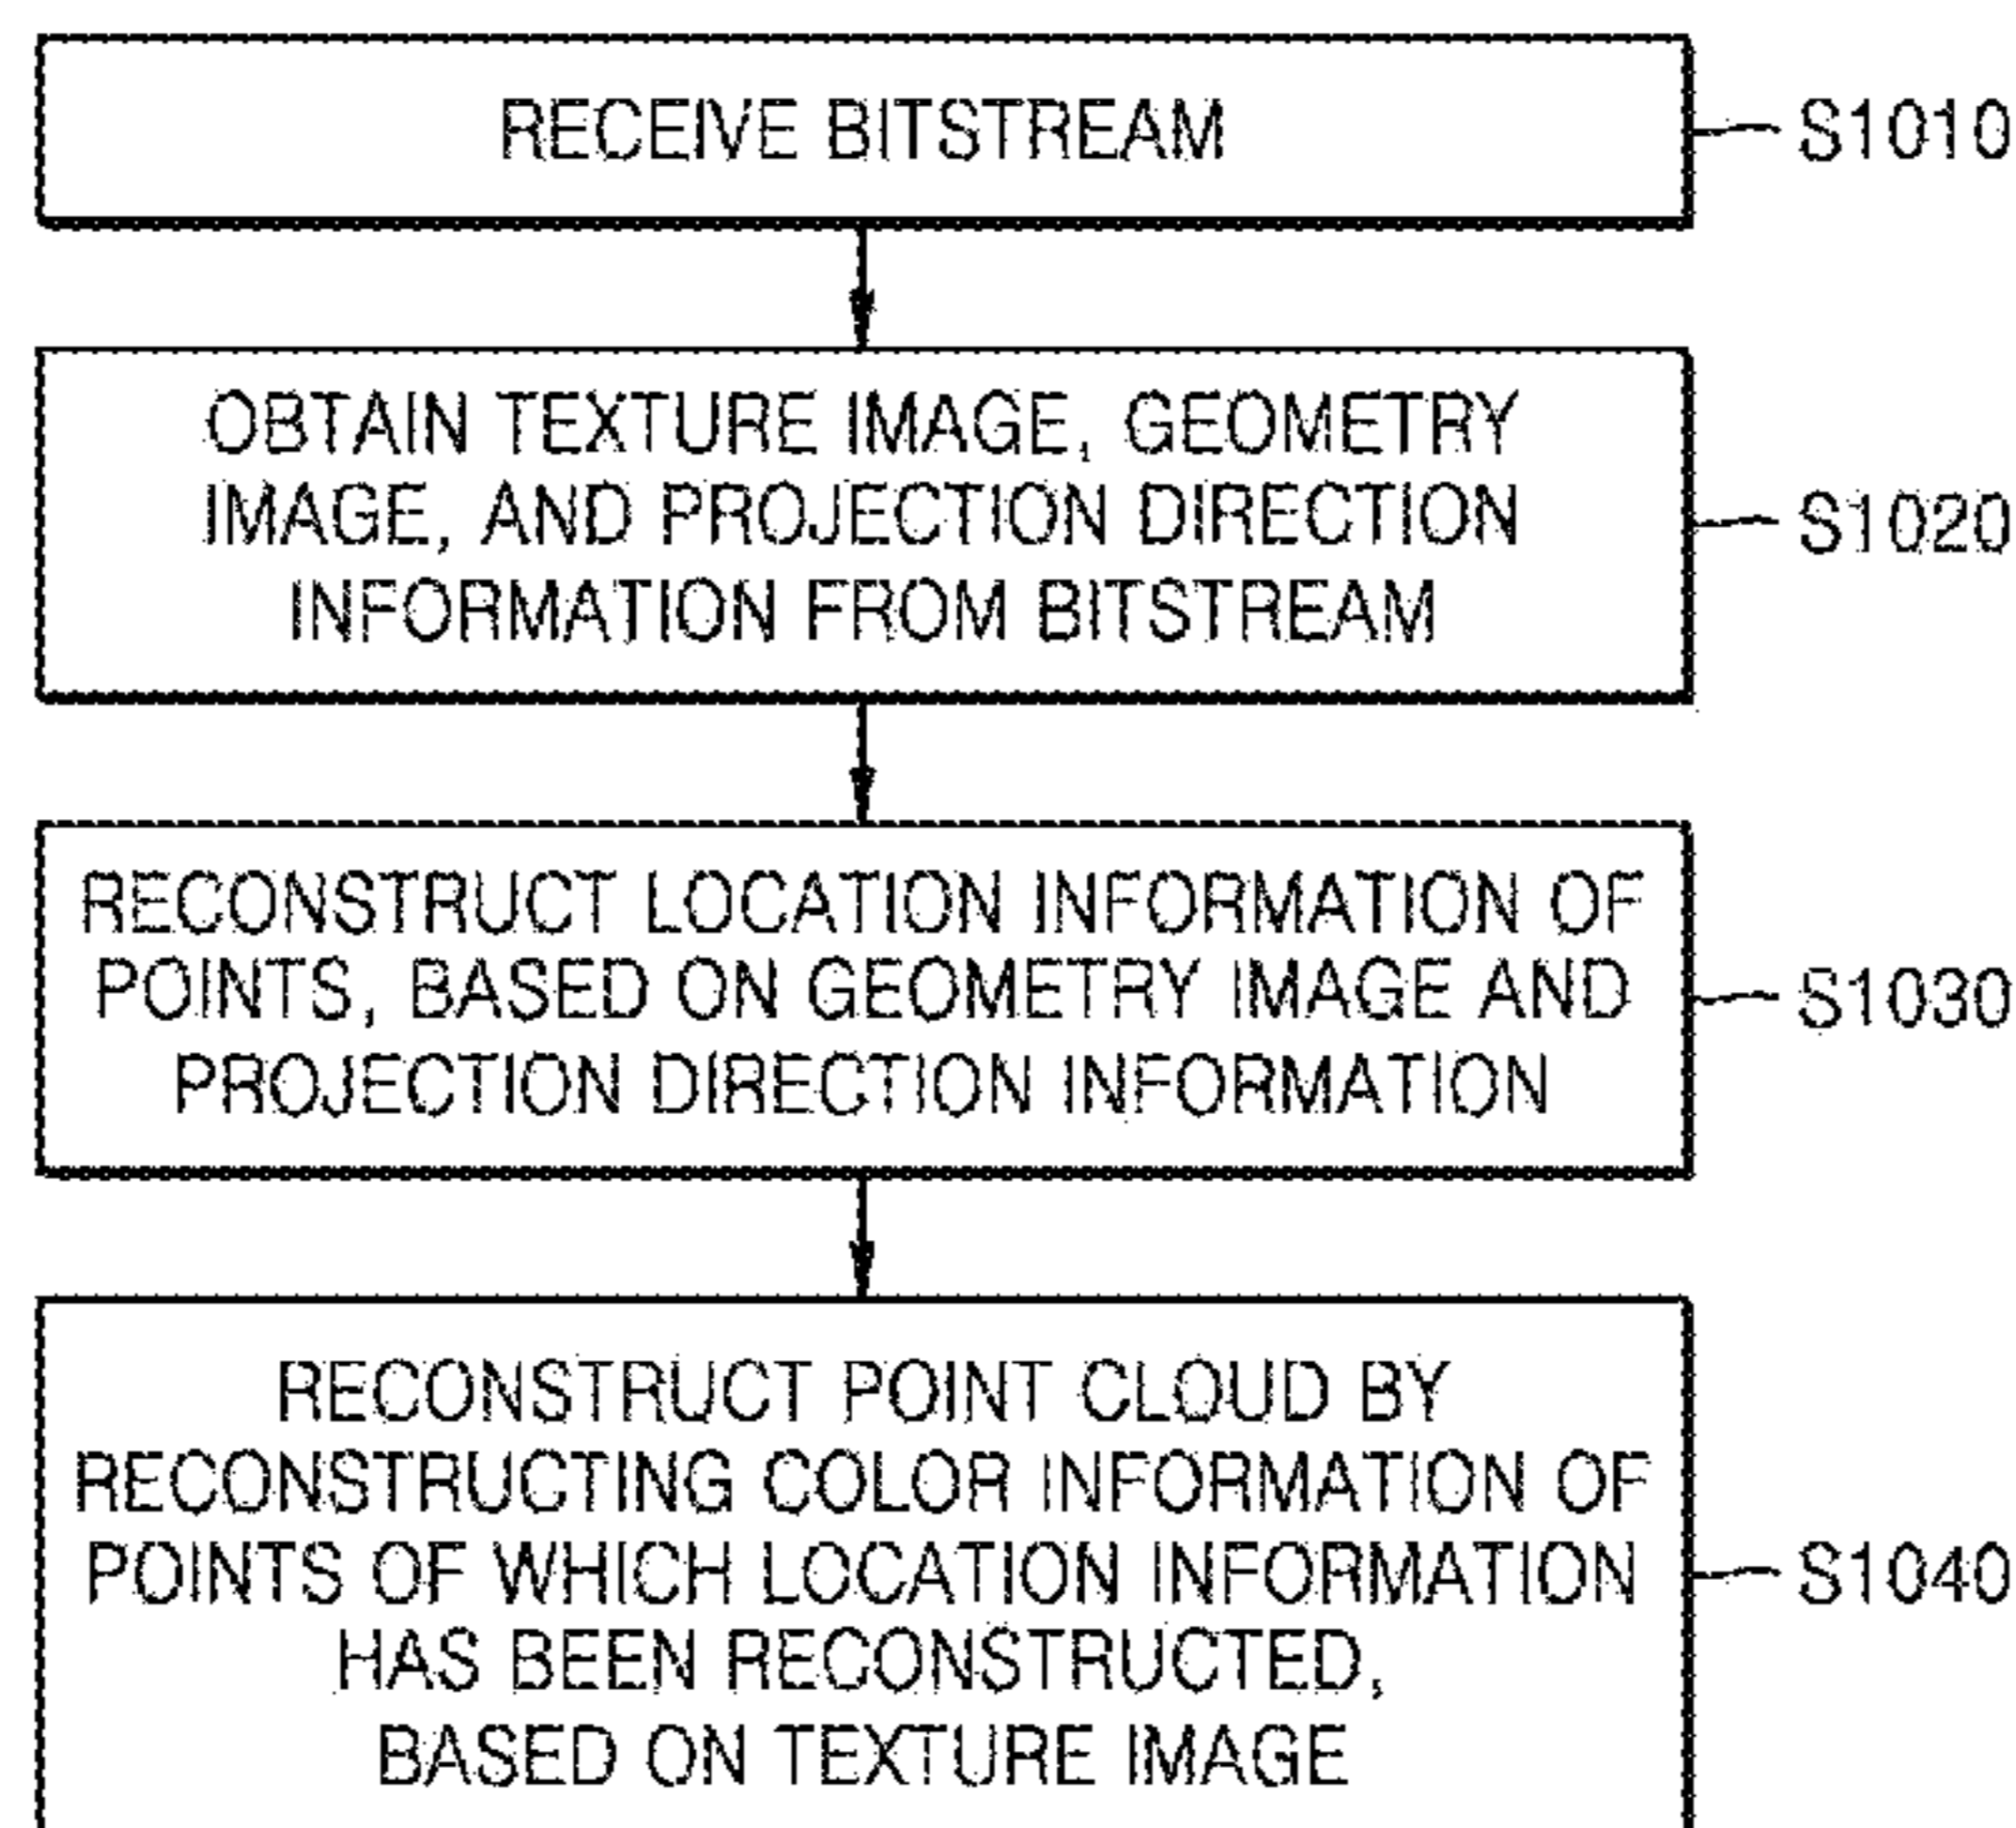 RECEIVE BITSTREAM
S1010
OBTAIN TEXTURE IMAGE, GEOMETRY
IMAGE, AND PROJECTION DIRECTION
INFORMATION FROM BITSTREAM
S1020
RECONSTRUCT LOCATION INFORMATION OF
POINTS, BASED ON GEOMETRY IMAGE AND
PROJECTION DIRECTION INFORMATION
S1030
RECONSTRUCT POINT CLOUD BY
RECONSTRUCTING COLOR INFORMATION OF
POINTS OF WHICH LOCATION INFORMATION
HAS BEEN RECONSTRUCTED,
BASED ON TEXTURE IMAGE
S1040